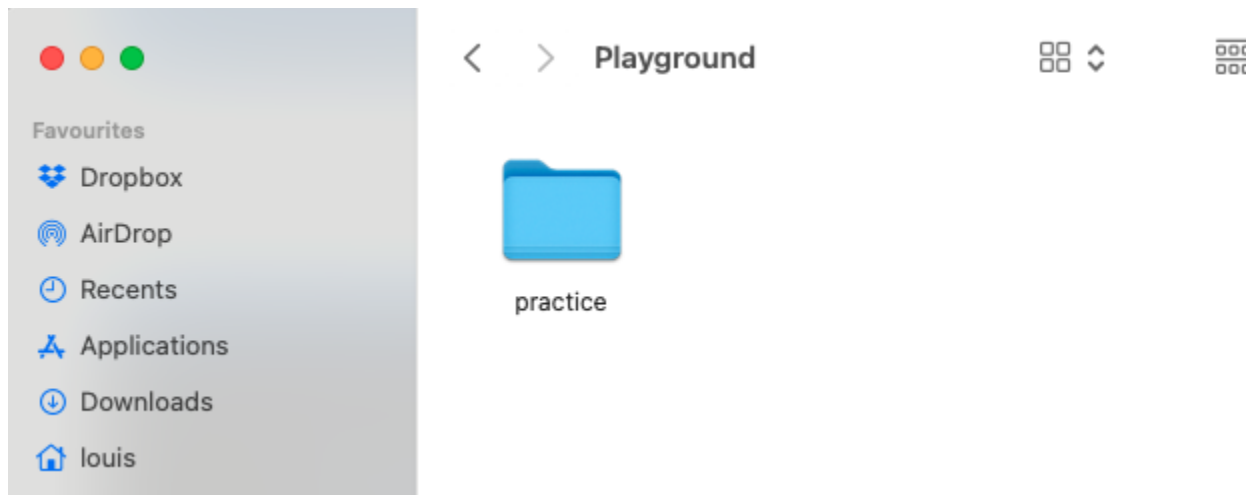 Playground
Favourites
Dropbox
AirDrop
Recents
Applications
Downloads
louis
practice